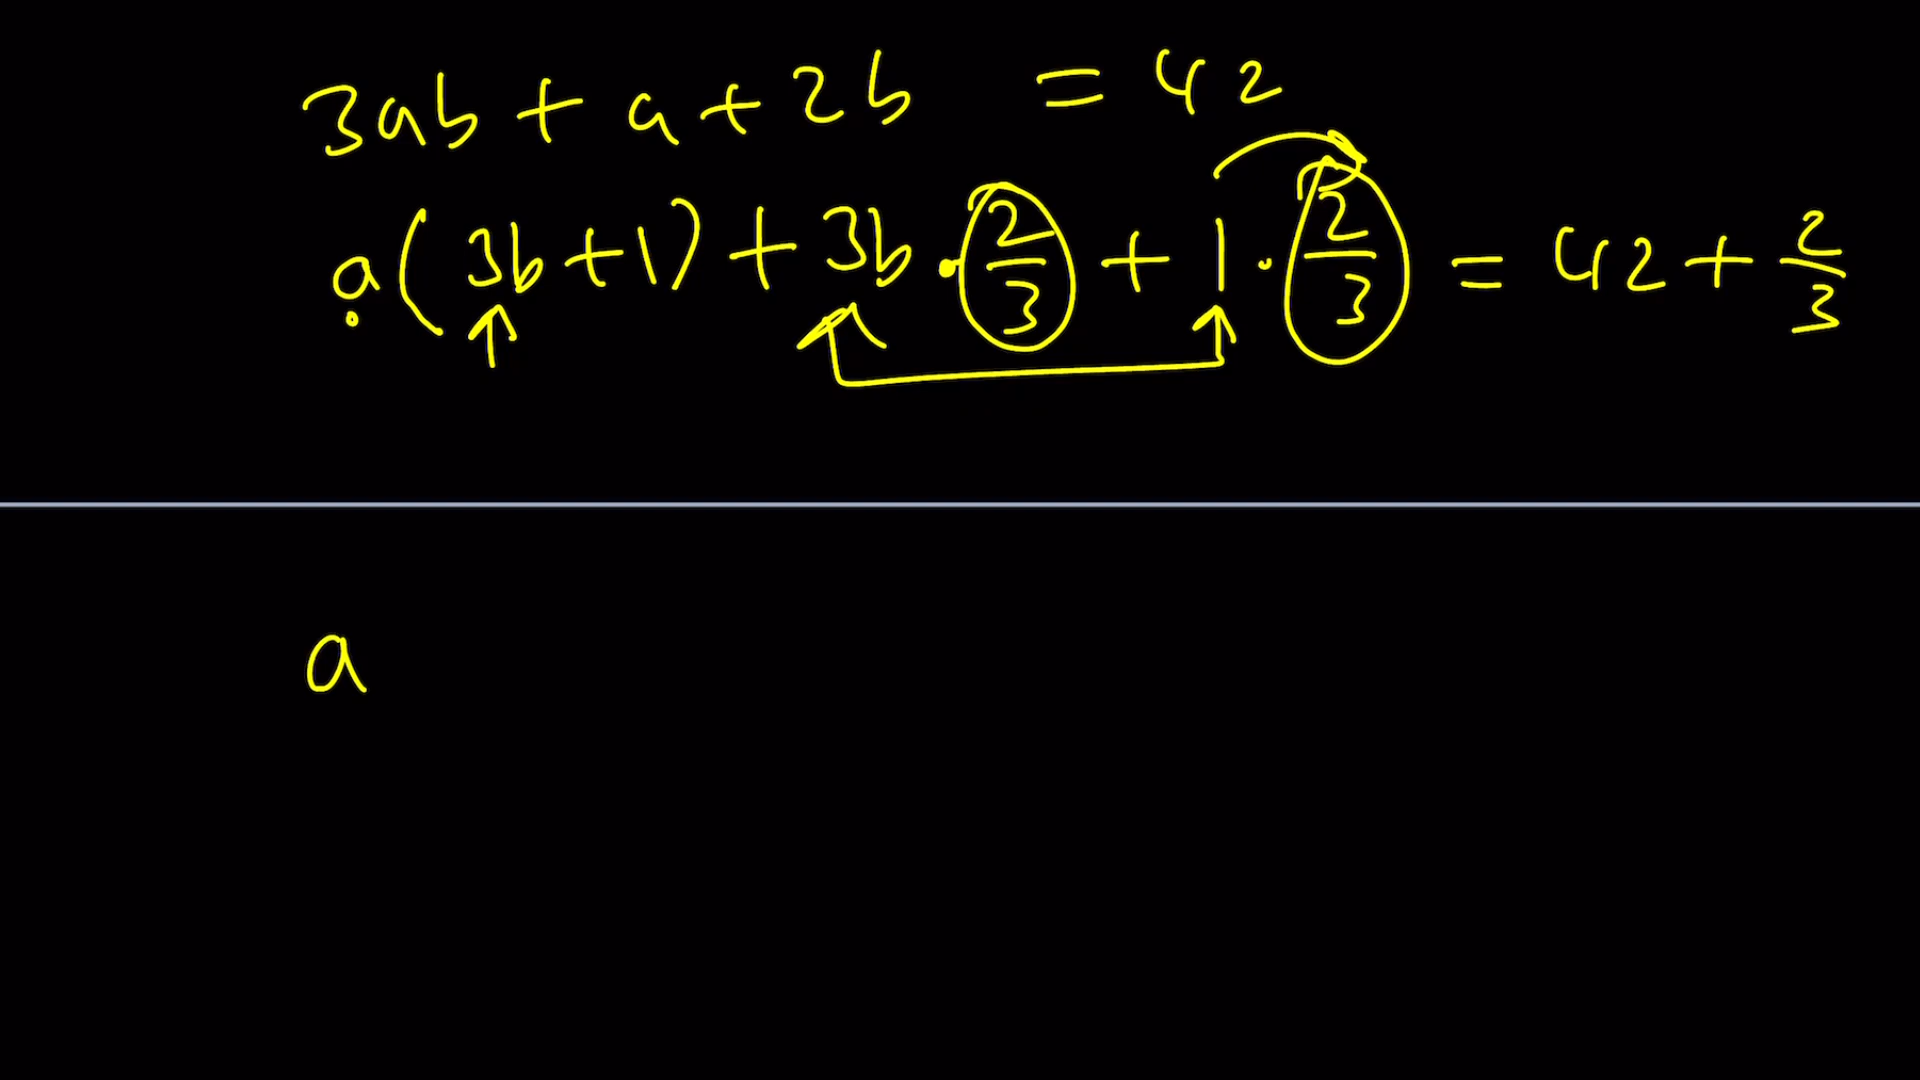 3ab + a + 2b = 42
a(3b+1) + 3b · 2/3 + 1 · 2/3 = 42 + 2/3
a